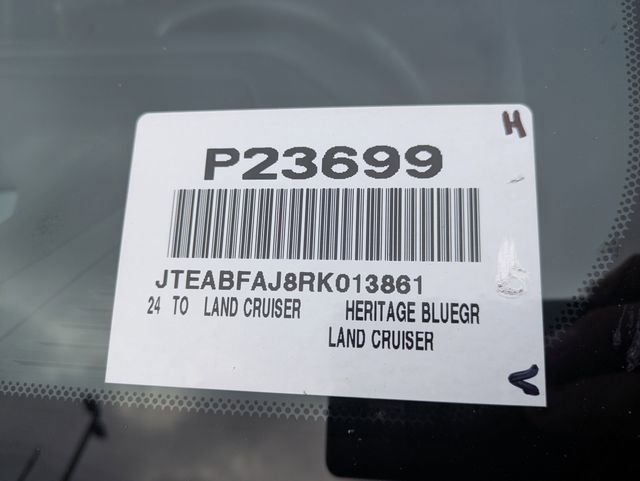 H
P23699
JTEABFAJ8RK013861
24 TO LAND CRUISER HERITAGE BLUEGR
LAND CRUISER